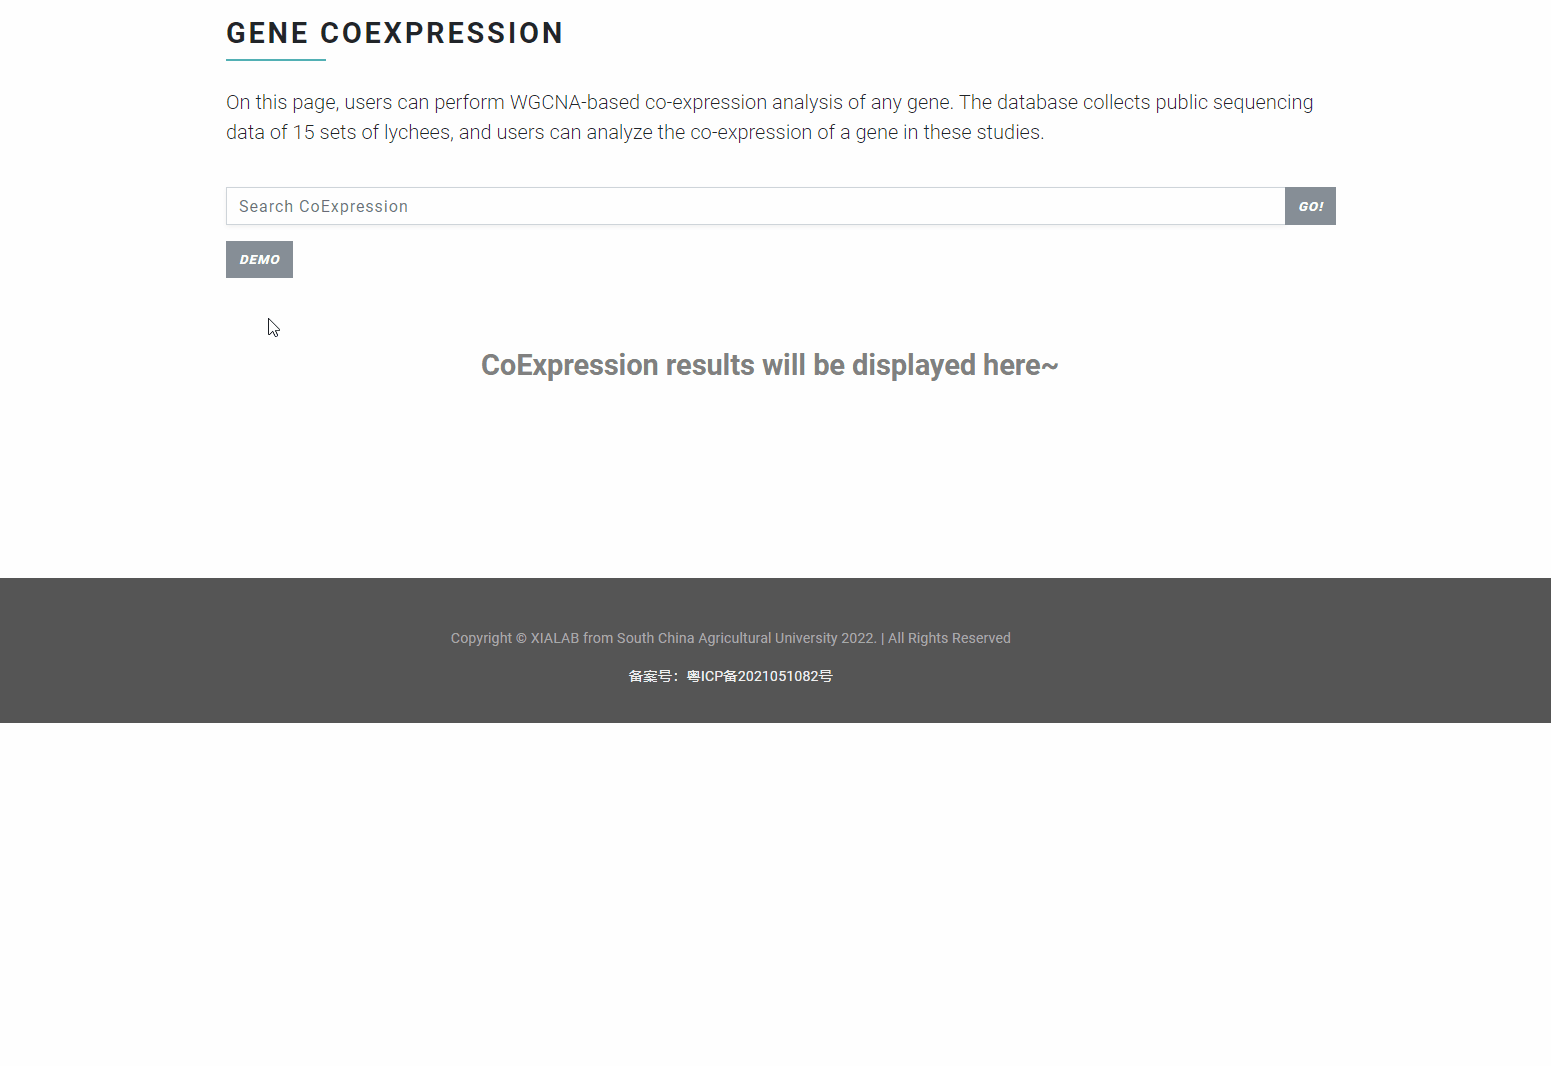 GENE COEXPRESSION
On this page, users can perform WGCNA-based co-expression analysis of any gene. The database collects public sequencing
data of 15 sets of lychees, and users can analyze the co-expression of a gene in these studies.
Search CoExpression
GO!
DEMO
CoExpression results will be displayed here~
Copyright © XIALAB from South China Agricultural University 2022. | All Rights Reserved
备案号：粤ICP备2021051082号